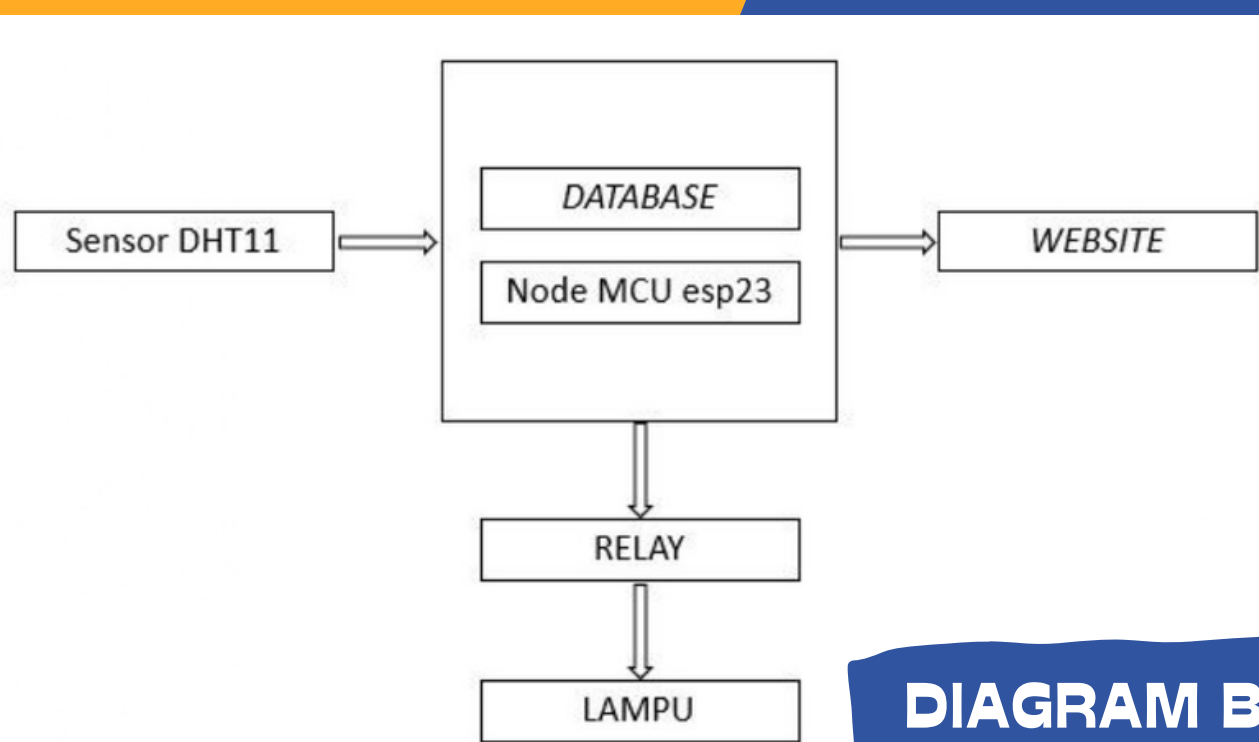 DATABASE
Sensor DHT11
WEBSITE
Node MCU esp23
RELAY
LAMPU
DIAGRAM B